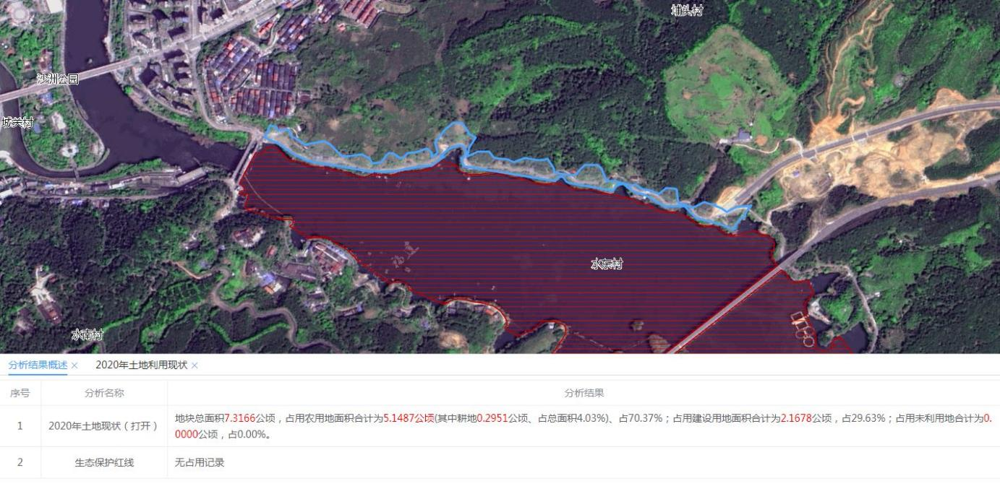 埔头村
沙洲公园
城关村
福建
水东村
水南村
分析结果概述 × 2020年土地利用现状 ×
序号 分析名称 分析结果
1 2020年土地现状（打开） 地块总面积7.3166公顷，占用农用地面积合计为5.1487公顷(其中耕地0.2951公顷、占总面积4.03%)、占70.37%；占用建设用地面积合计为2.1678公顷，占29.63%；占用未利用地合计为0.
0000公顷，占0.00%。
2 生态保护红线 无占用记录